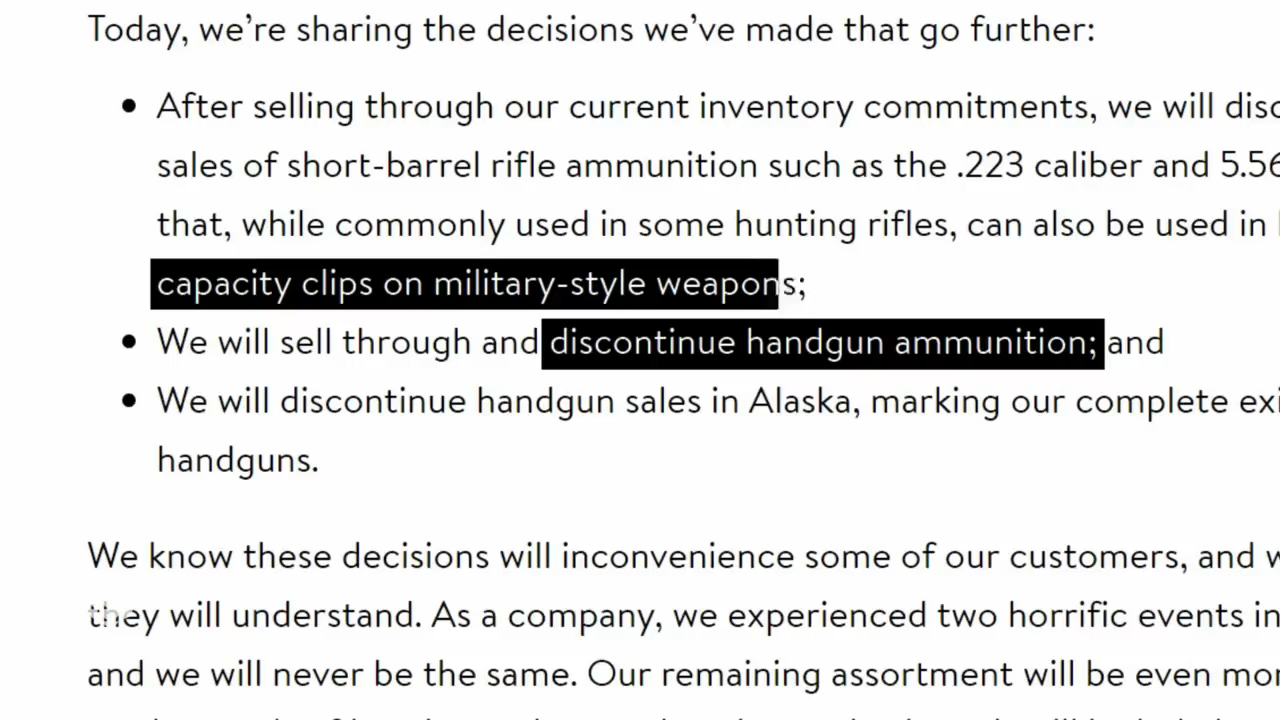 Today, we're sharing the decisions we've made that go further:
• After selling through our current inventory commitments, we will disc
sales of short-barrel rifle ammunition such as the .223 caliber and 5.56
that, while commonly used in some hunting rifles, can also be used in
capacity clips on military-style weapons;
• We will sell through and discontinue handgun ammunition; and
• We will discontinue handgun sales in Alaska, marking our complete exi
handguns.
We know these decisions will inconvenience some of our customers, and w
they will understand. As a company, we experienced two horrific events in
and we will never be the same. Our remaining assortment will be even mor